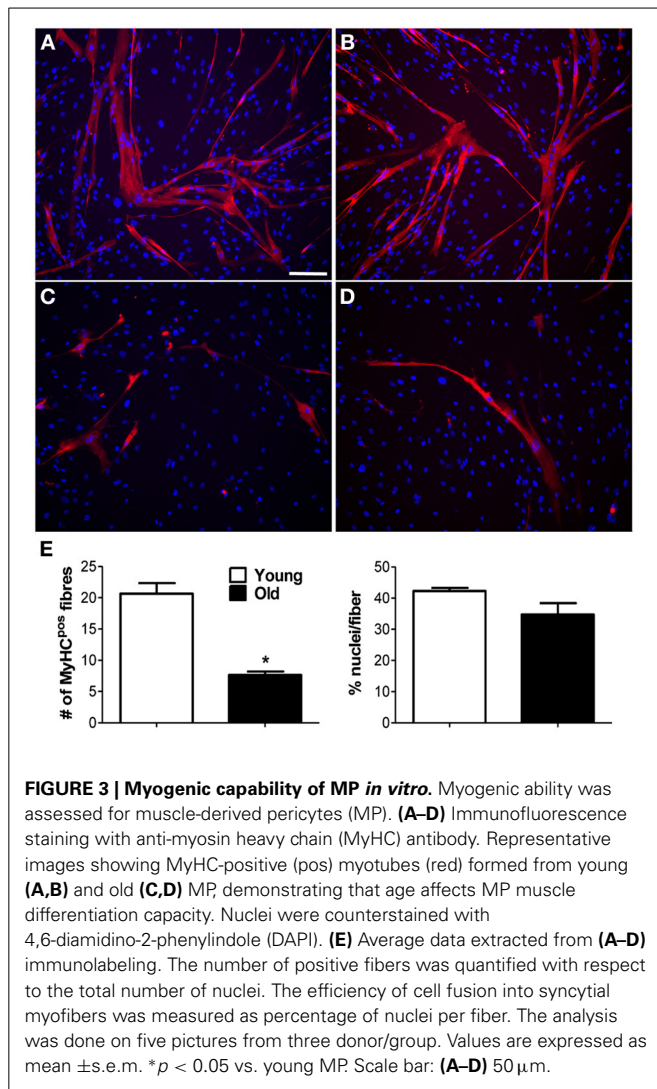 A
B
C
D
E
25
20
15
10
5
0
# of MyHCpos fibres
Young
Old
*
50
40
30
20
10
0
% nuclei/fiber
FIGURE 3 | Myogenic capability of MP in vitro. Myogenic ability was
assessed for muscle-derived pericytes (MP). (A–D) Immunofluorescence
staining with anti-myosin heavy chain (MyHC) antibody. Representative
images showing MyHC-positive (pos) myotubes (red) formed from young
(A,B) and old (C,D) MP, demonstrating that age affects MP muscle
differentiation capacity. Nuclei were counterstained with
4,6-diamidino-2-phenylindole (DAPI). (E) Average data extracted from (A–D)
immunolabeling. The number of positive fibers was quantified with respect
to the total number of nuclei. The efficiency of cell fusion into syncytial
myofibers was measured as percentage of nuclei per fiber. The analysis
was done on five pictures from three donor/group. Values are expressed as
mean ±s.e.m. *p < 0.05 vs. young MP. Scale bar: (A–D) 50 μm.